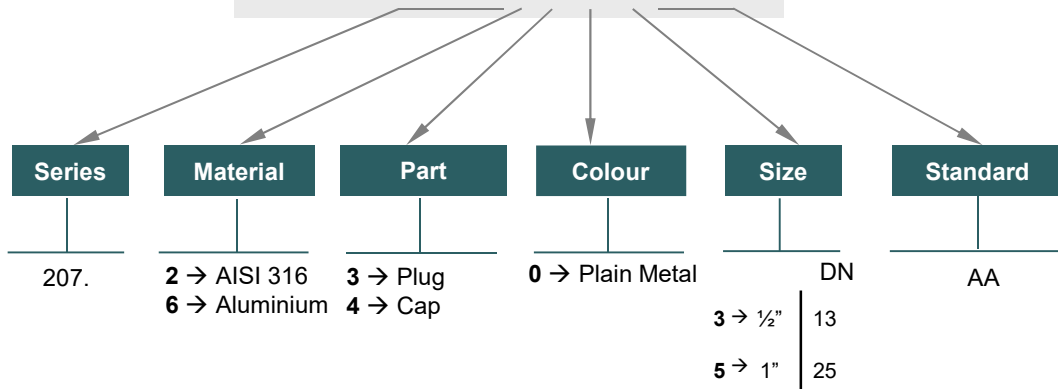 Series Material Part Colour Size Standard
207. 2 → AISI 316 3 → Plug 0 → Plain Metal DN AA
6 → Aluminium 4 → Cap
3 → ½” 13
5 → 1” 25